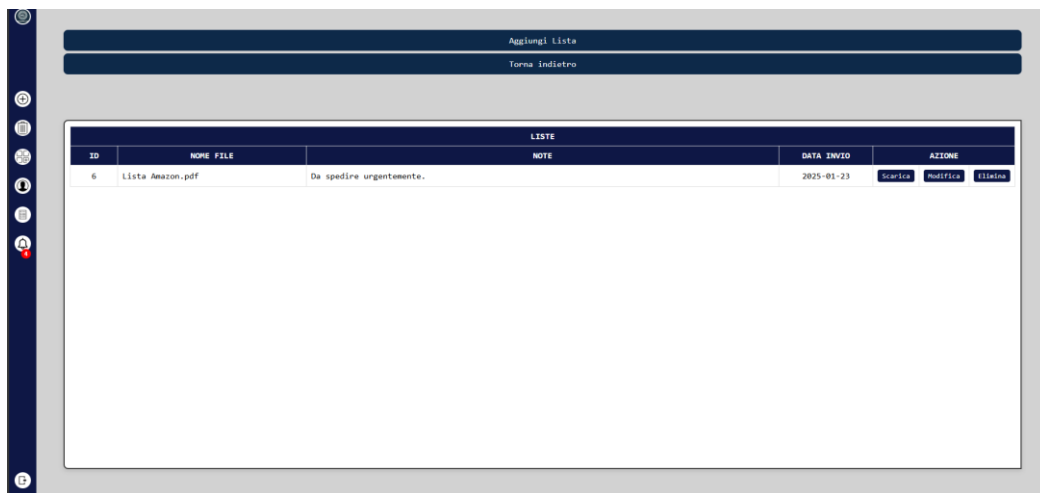 Aggiungi Lista
Torna indietro
LISTE
ID NOME FILE NOTE DATA INVIO AZIONE
6 Lista Amazon.pdf Da spedire urgentemente. 2025-01-23 Scarica Modifica Elimina
4